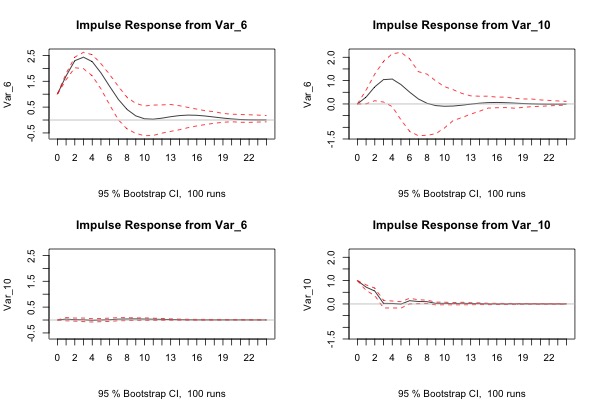 Impulse Response from Var_6
Var_6
-0.5 0.5 1.5 2.5
0 2 4 6 8 10 13 16 19 22
95 % Bootstrap CI, 100 runs
Impulse Response from Var_10
Var_6
-1.5 0.0 1.0 2.0
0 2 4 6 8 10 13 16 19 22
95 % Bootstrap CI, 100 runs
Impulse Response from Var_6
Var_10
-0.5 0.5 1.5 2.5
0 2 4 6 8 10 13 16 19 22
95 % Bootstrap CI, 100 runs
Impulse Response from Var_10
Var_10
-1.5 0.0 1.0 2.0
0 2 4 6 8 10 13 16 19 22
95 % Bootstrap CI, 100 runs